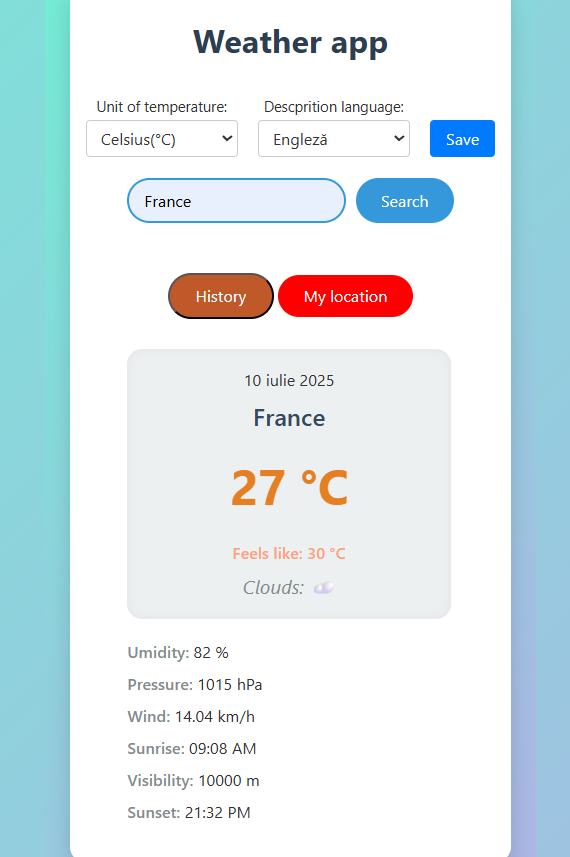 Weather app
Unit of temperature: Descprition language:
Celsius(°C) Engleză Save
France Search
History My location
10 iulie 2025
France
27 °C
Feels like: 30 °C
Clouds:
Umidity: 82 %
Pressure: 1015 hPa
Wind: 14.04 km/h
Sunrise: 09:08 AM
Visibility: 10000 m
Sunset: 21:32 PM